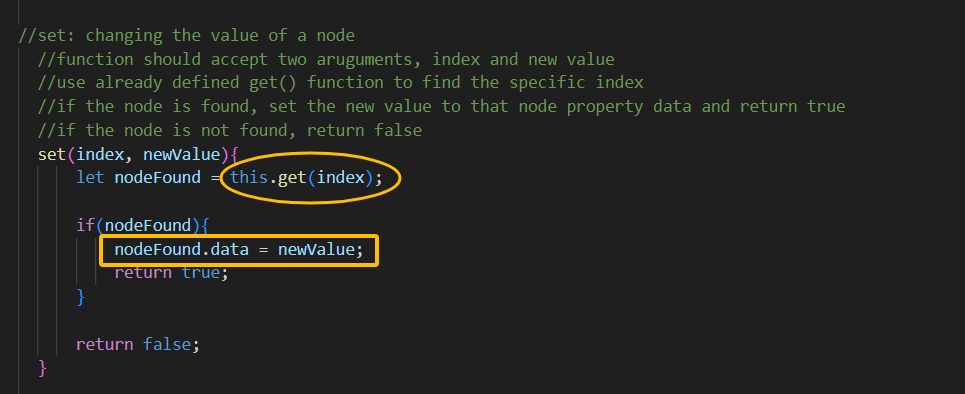 //set: changing the value of a node
//function should accept two aruguments, index and new value
//use already defined get() function to find the specific index
//if the node is found, set the new value to that node property data and return true
//if the node is not found, return false
set(index, newValue){
let nodeFound = this.get(index);
if(nodeFound){
nodeFound.data = newValue;
return true;
}
return false;
}